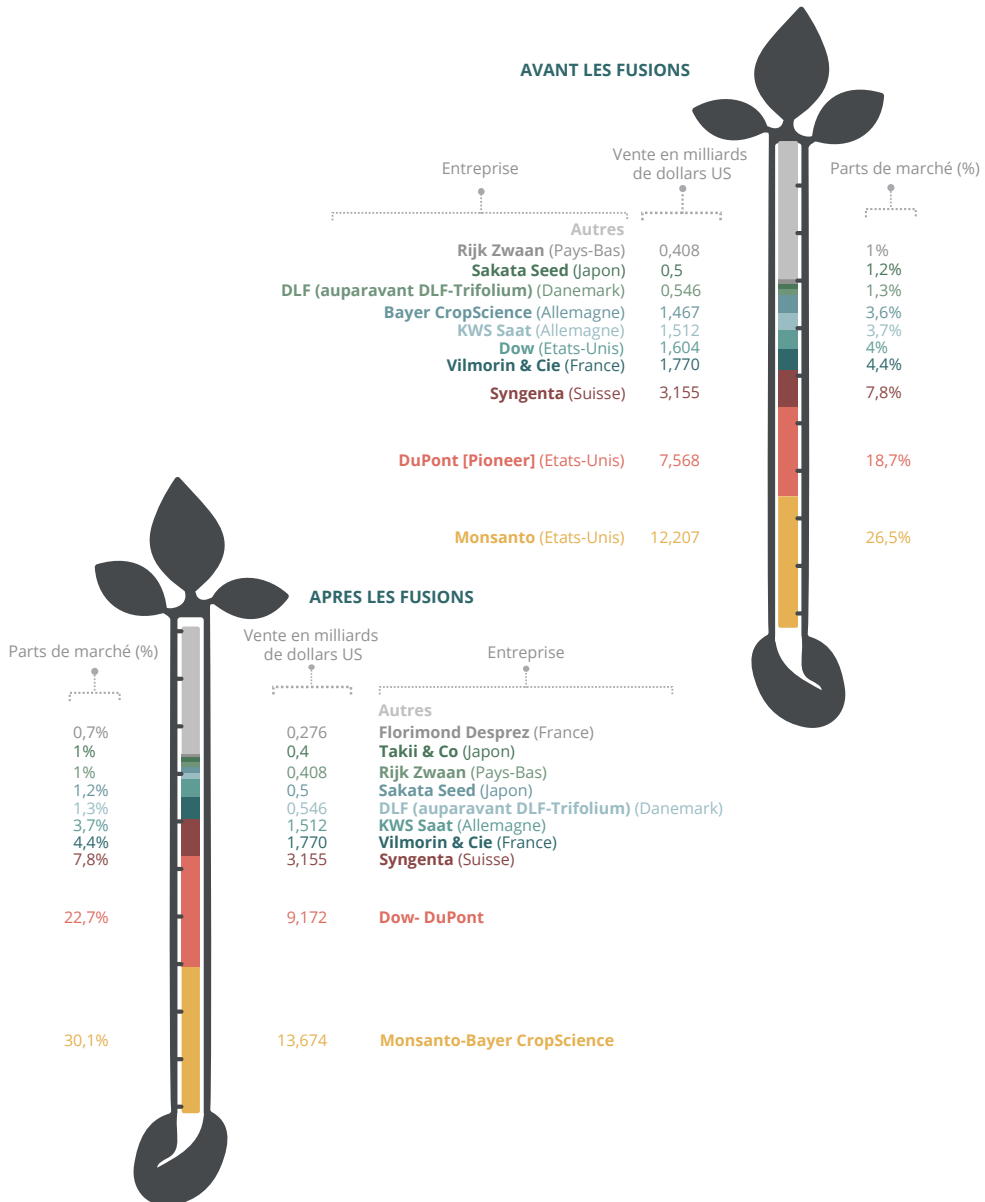 AVANT LES FUSIONS
Entreprise
Vente en milliards
de dollars US
Parts de marché (%)
Autres
Rijk Zwaan (Pays-Bas) 0,408 1%
Sakata Seed (Japon) 0,5 1,2%
DLF (auparavant DLF-Trifolium) (Danemark) 0,546 1,3%
Bayer CropScience (Allemagne) 1,467 3,6%
KWS Saat (Allemagne) 1,512 3,7%
Dow (Etats-Unis) 1,604 4%
Vilmorin & Cie (France) 1,770 4,4%
Syngenta (Suisse) 3,155 7,8%
DuPont [Pioneer] (Etats-Unis) 7,568 18,7%
Monsanto (Etats-Unis) 12,207 26,5%
APRES LES FUSIONS
Parts de marché (%)
Vente en milliards
de dollars US
Entreprise
Autres
0,7% 0,276 Florimond Desprez (France)
1% 0,4 Takii & Co (Japon)
1% 0,408 Rijk Zwaan (Pays-Bas)
1,2% 0,5 Sakata Seed (Japon)
1,3% 0,546 DLF (auparavant DLF-Trifolium) (Danemark)
3,7% 1,512 KWS Saat (Allemagne)
4,4% 1,770 Vilmorin & Cie (France)
7,8% 3,155 Syngenta (Suisse)
22,7% 9,172 Dow- DuPont
30,1% 13,674 Monsanto-Bayer CropScience